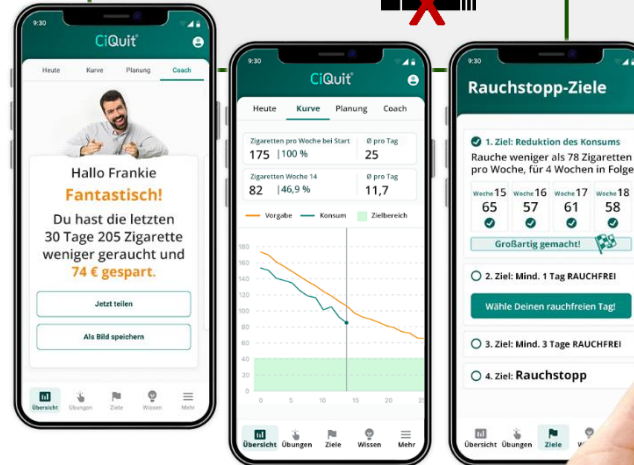 9:30
CiQuit®
Heute Kurve Planung Coach
Hallo Frankie
Fantastisch!
Du hast die letzten
30 Tage 205 Zigarette
weniger geraucht und
74 € gespart.
Jetzt teilen
Als Bild speichern
Übersicht Übungen Ziele Wissen Mehr
9:30
CiQuit®
Heute Kurve Planung Coach
Zigaretten pro Woche bei Start Ø pro Tag
175 | 100 % 25
Zigaretten Woche 14 Ø pro Tag
82 | 46,9 % 11,7
Vorgabe Konsum Zielbereich
180
160
140
120
100
80
60
40
20
0
0 5 10 15 20
Übersicht Übungen Ziele Wissen Mehr
9:30
Rauchstopp-Ziele
1. Ziel: Reduktion des Konsums
Rauche weniger als 78 Zigaretten
pro Woche, für 4 Wochen in Folge
Woche 15 Woche 16 Woche 17 Woche 18
65 57 61 58
Großartig gemacht!
2. Ziel: Mind. 1 Tag RAUCHFREI
Wähle Deinen rauchfreien Tag!
3. Ziel: Mind. 3 Tage RAUCHFREI
4. Ziel: Rauchstopp
Übersicht Übungen Ziele